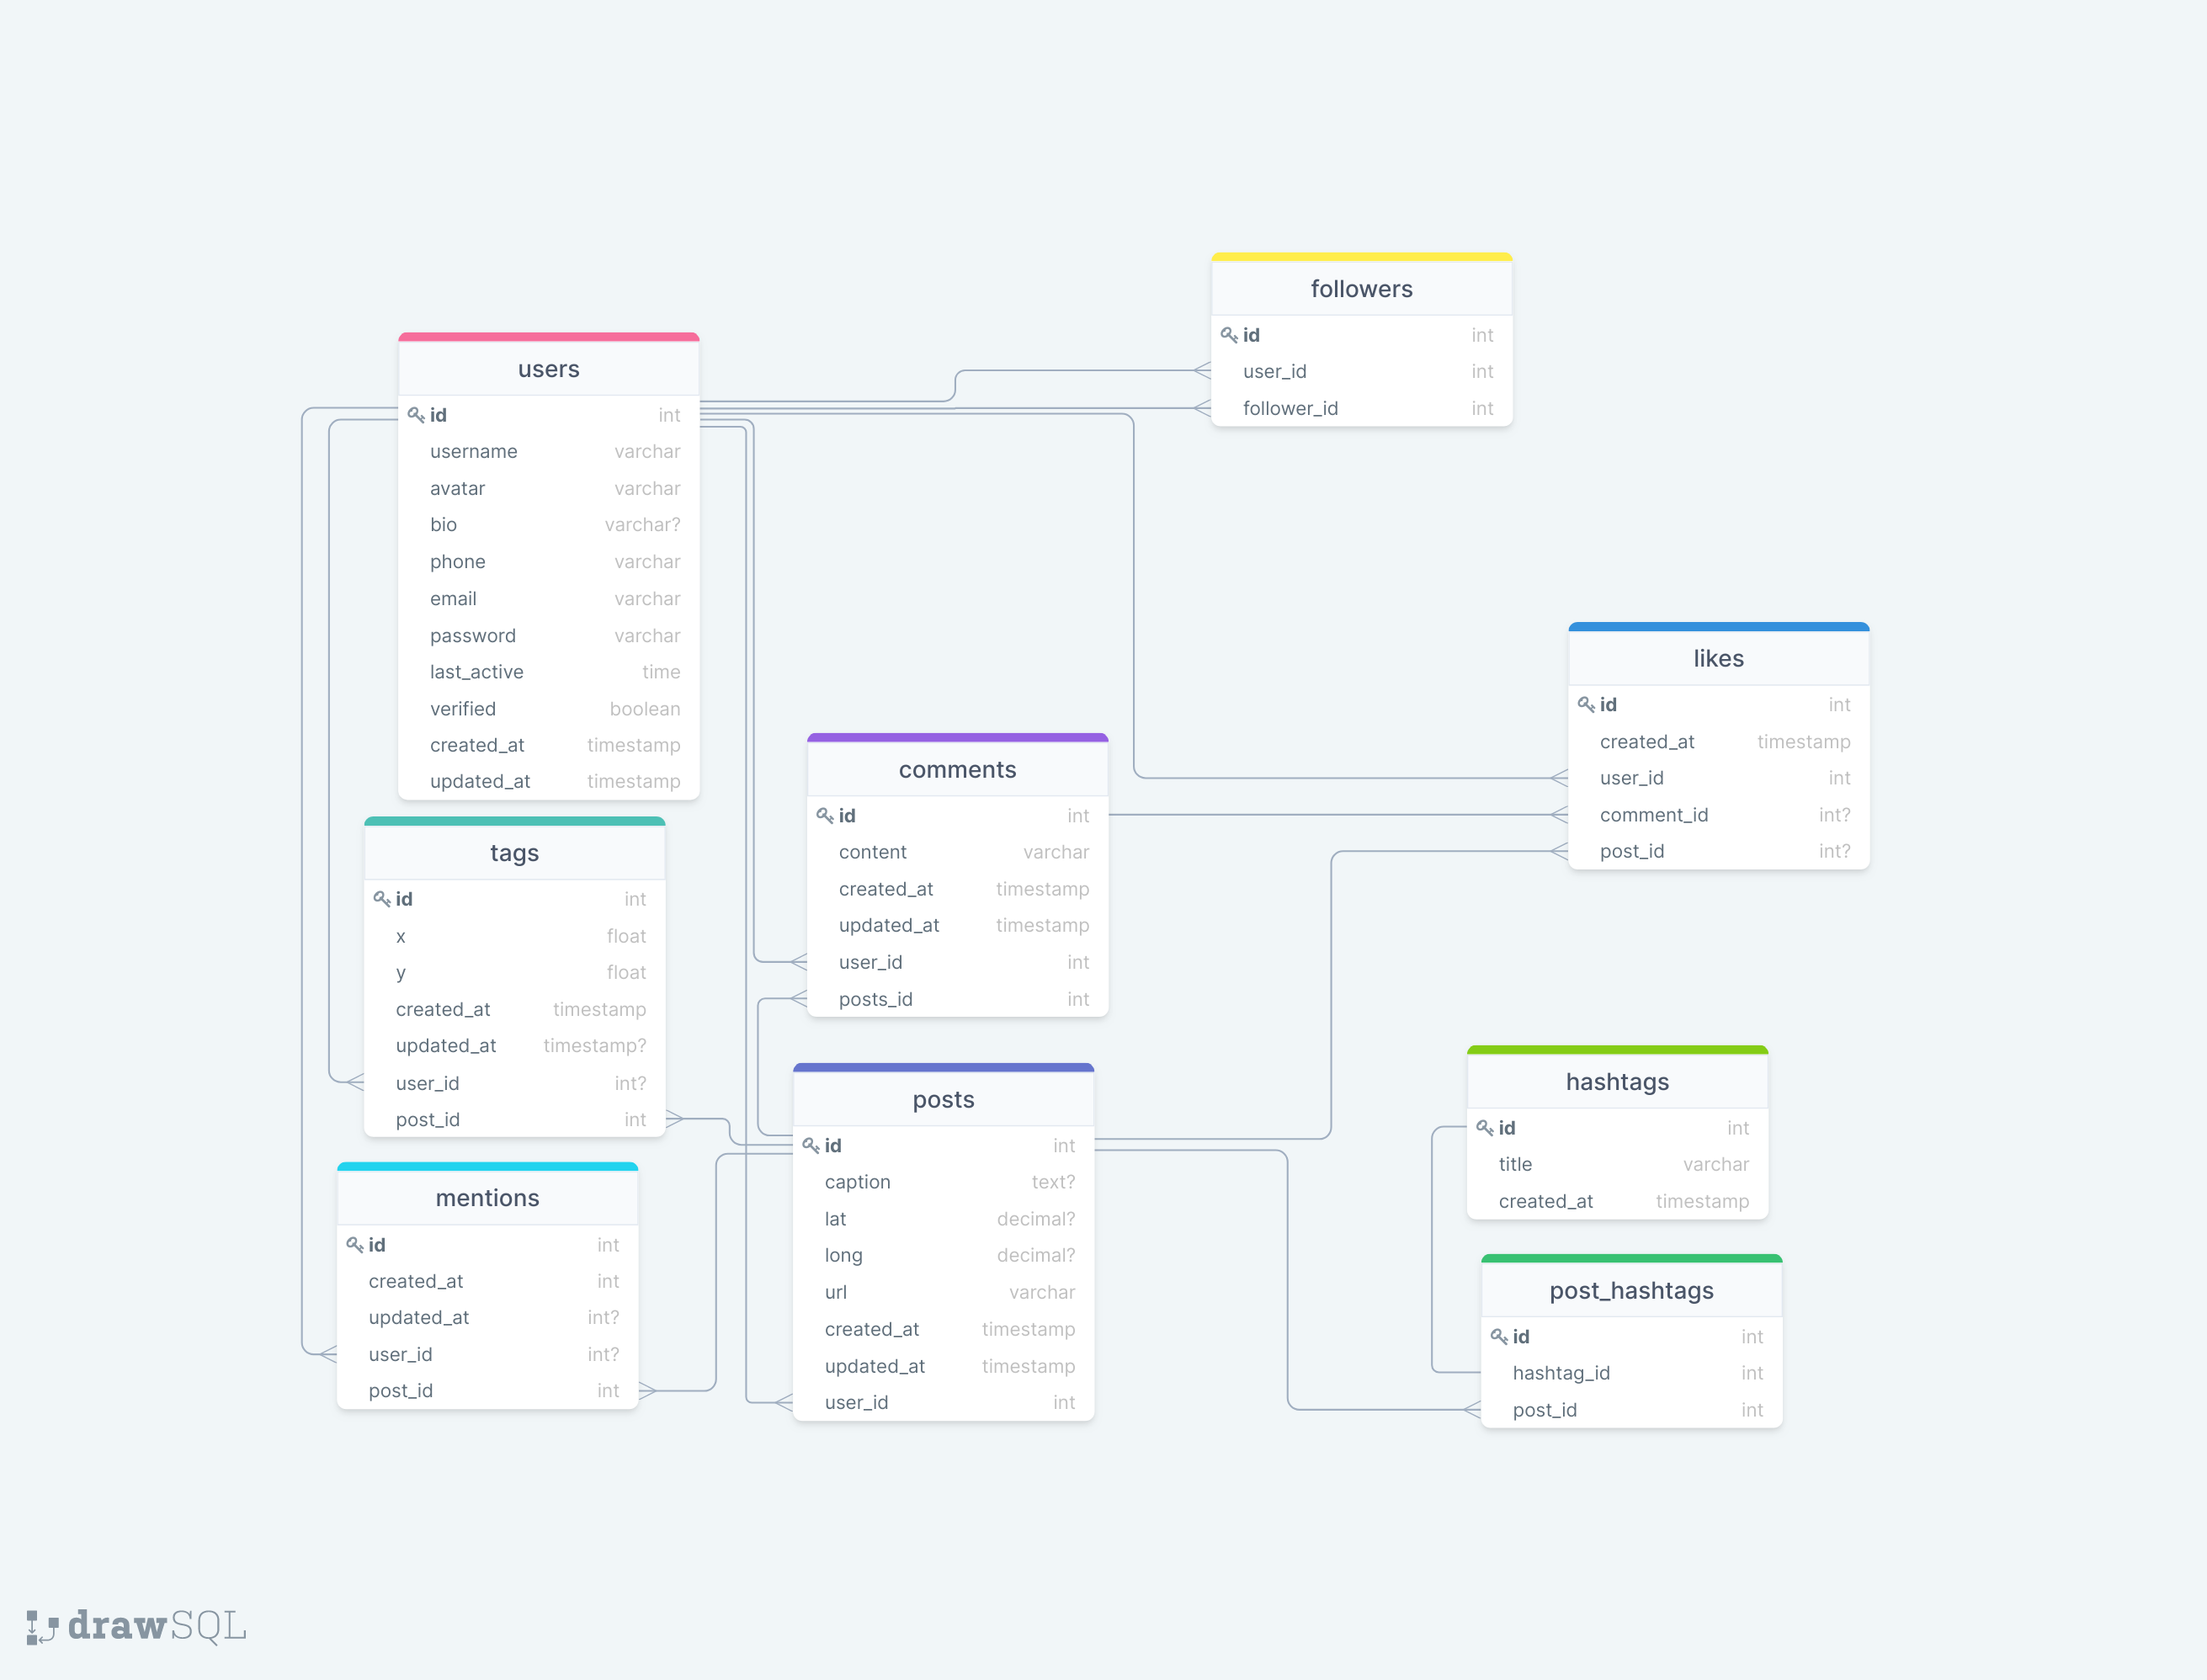 followers
id int
user_id int
follower_id int
users
id int
username varchar
avatar varchar
bio varchar?
phone varchar
email varchar
password varchar
last_active time
verified boolean
created_at timestamp
updated_at timestamp
likes
id int
created_at timestamp
user_id int
comment_id int?
post_id int?
comments
id int
content varchar
created_at timestamp
updated_at timestamp
user_id int
posts_id int
tags
id int
x float
y float
created_at timestamp
updated_at timestamp?
user_id int?
post_id int
hashtags
id int
title varchar
created_at timestamp
posts
id int
caption text?
lat decimal?
long decimal?
url varchar
created_at timestamp
updated_at timestamp
user_id int
mentions
id int
created_at int
updated_at int?
user_id int?
post_id int
post_hashtags
id int
hashtag_id int
post_id int
drawSQL